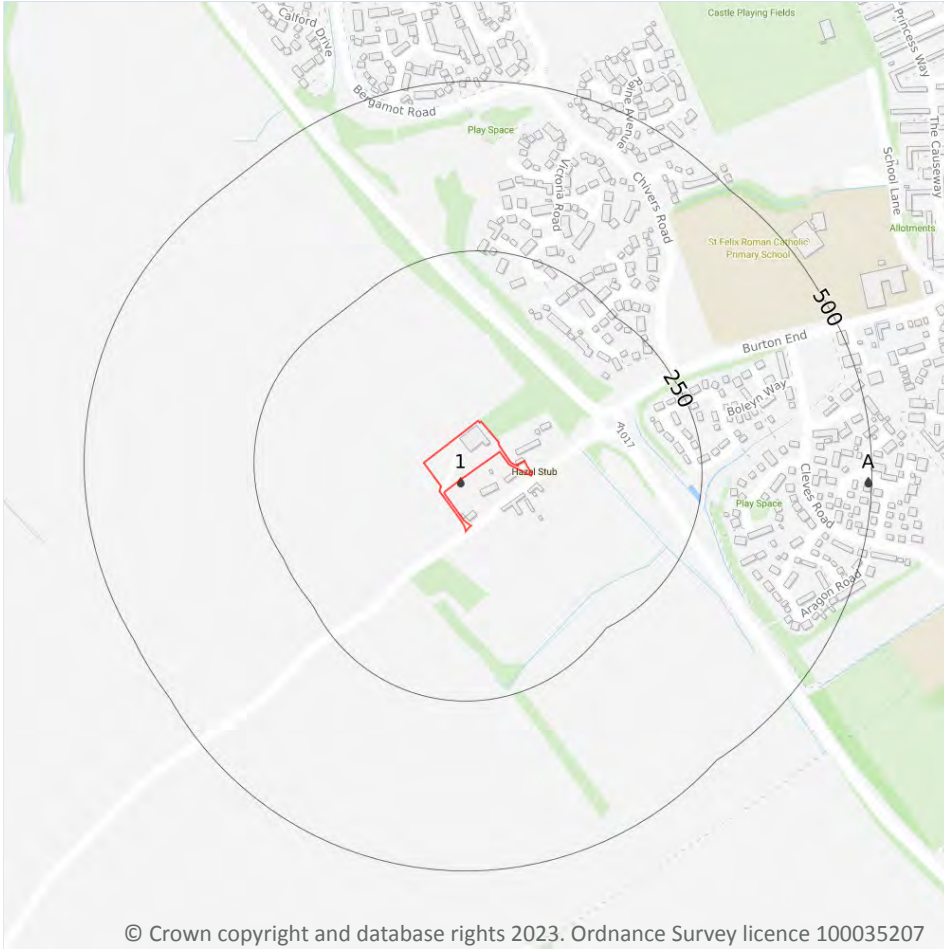 Castle Playing Fields
Princess Way
Calford Drive
Bergamot Road
Paine Avenue
The Causeway
Play Space
Victoria Road
Chivers Road
School Lane
Allotments
St Felix Roman Catholic
Primary School
500
Burton End
250
Boleyn Way
A1017
1
Hazel Stub
A
Cleves Road
Play Space
Aragon Road
© Crown copyright and database rights 2023. Ordnance Survey licence 100035207